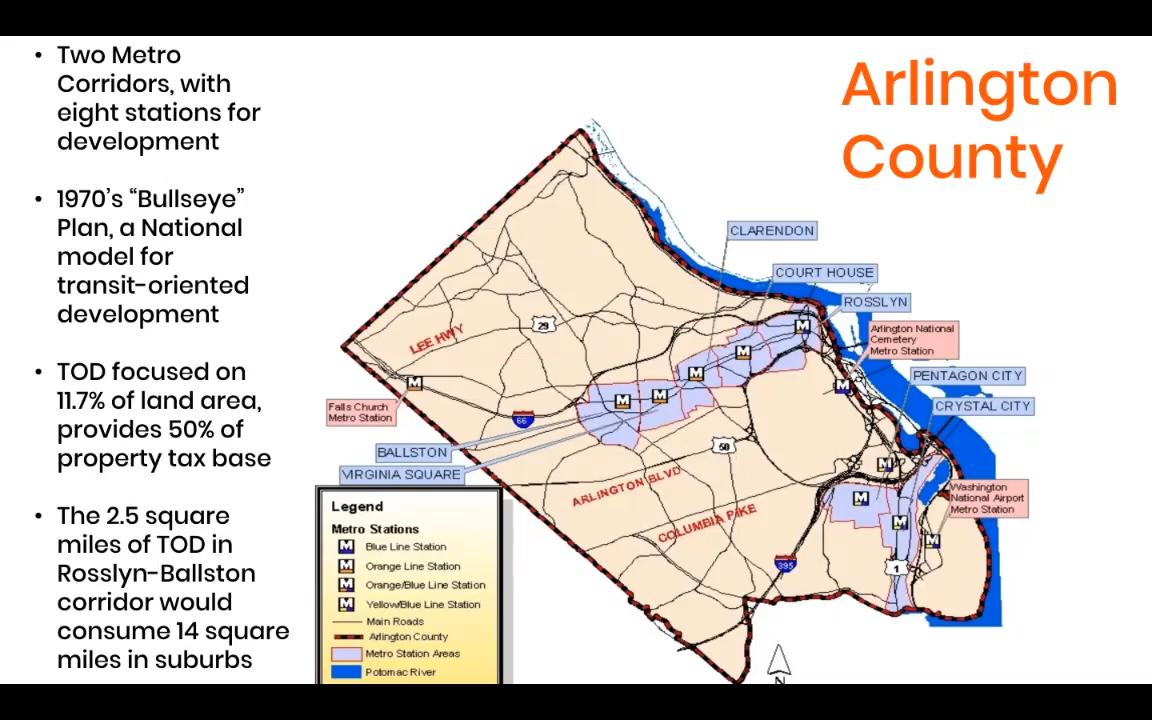 Arlington
County
• Two Metro
Corridors, with
eight stations for
development
• 1970's “Bullseye”
Plan, a National
model for
transit-oriented
development
• TOD focused on
11.7% of land area,
provides 50% of
property tax base
• The 2.5 square
miles of TOD in
Rosslyn-Ballston
corridor would
consume 14 square
miles in suburbs
CLARENDON
COURT HOUSE
ROSSLYN
Arlington National
Cemetery
Metro Station
PENTAGON CITY
CRYSTAL CITY
LEE HWY
29
M
M
M
M
M
M
M
Falls Church
Metro Station
66
BALLSTON
VIRGINIA SQUARE
50
ARLINGTON BLVD
COLUMBIA PIKE
M
M
M
M
Washington
National Airport
Metro Station
395
1
Legend
Metro Stations
M Blue Line Station
M Orange Line Station
M Orange/Blue Line Station
M Yellow/Blue Line Station
Main Roads
Arlington County
Metro Station Areas
Potomac River
N